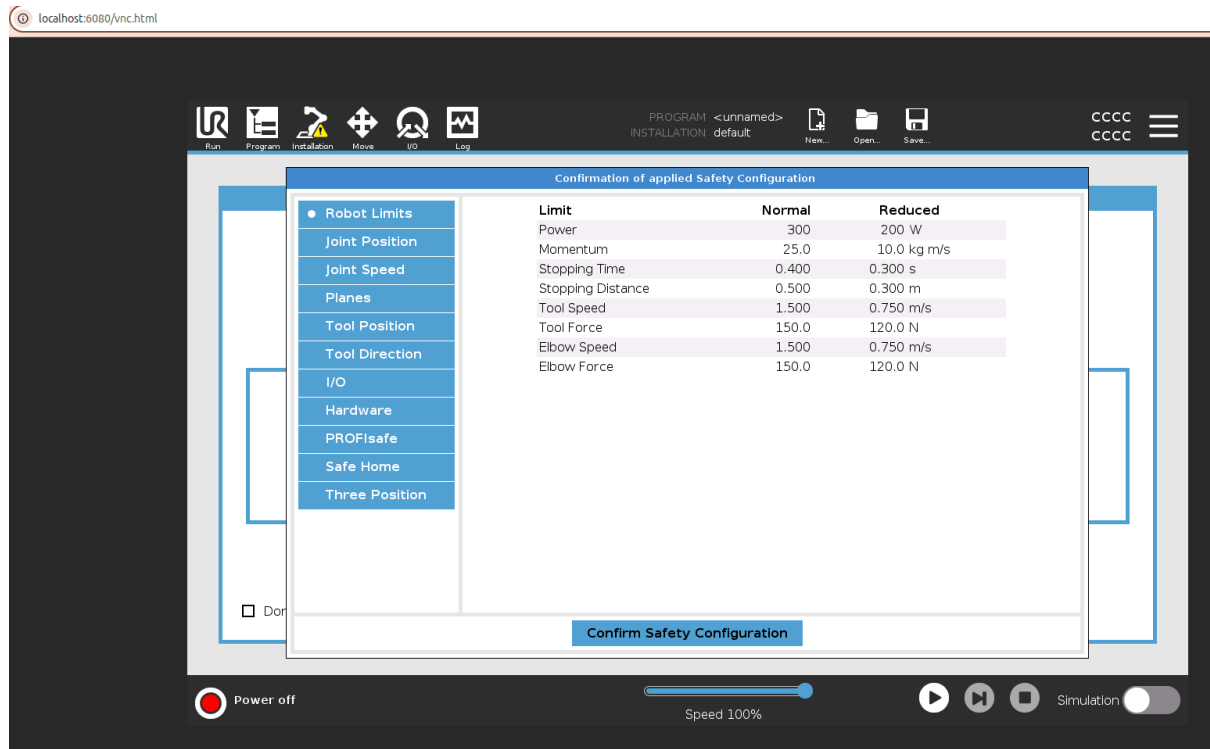 localhost:6080/vnc.html
UR
Run
Program
Installation
Move
I/O
Log
PROGRAM <unnamed>
INSTALLATION default
New...
Open...
Save...
CCCC
CCCC
Confirmation of applied Safety Configuration
Robot Limits
Joint Position
Joint Speed
Planes
Tool Position
Tool Direction
I/O
Hardware
PROFIsafe
Safe Home
Three Position
Limit Normal Reduced
Power 300 200 W
Momentum 25.0 10.0 kg m/s
Stopping Time 0.400 0.300 s
Stopping Distance 0.500 0.300 m
Tool Speed 1.500 0.750 m/s
Tool Force 150.0 120.0 N
Elbow Speed 1.500 0.750 m/s
Elbow Force 150.0 120.0 N
Dor
Confirm Safety Configuration
Power off
Speed 100%
Simulation